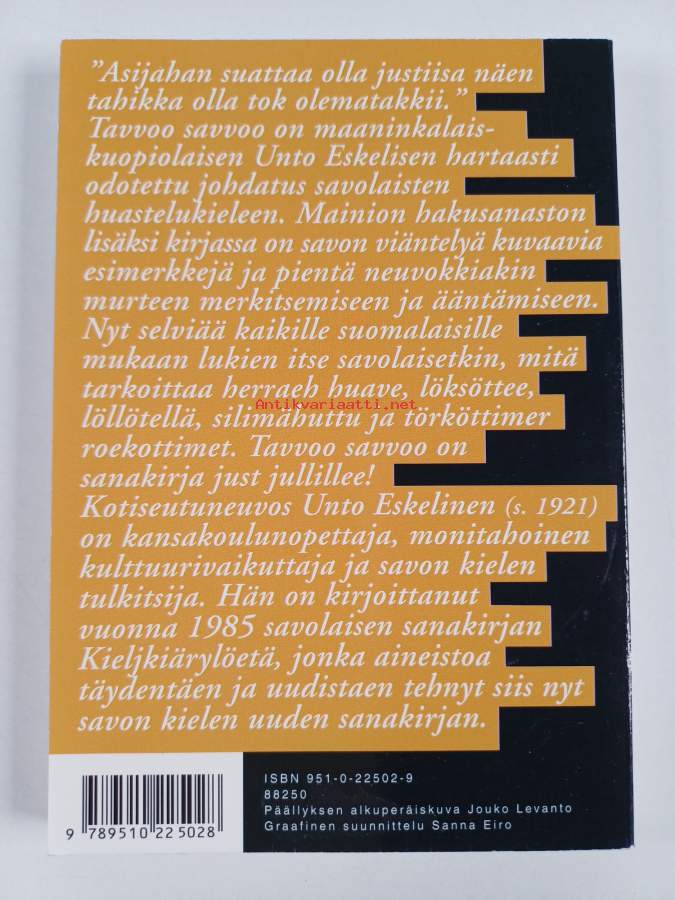 "Asijahan suattaa olla justiisa näen
tahikka olla tok olematakkii."
Tavvoo savvoo on maaninkalais-
kuopiolaisen Unto Eskelisen hartaasti
odotettu johdatus savolaisten
huastelukieleen. Mainion hakusanaston
lisäksi kirjassa on savon viäntelyä kuvaavia
esimerkkejä ja pientä neuvokkiakin
murteen merkitsemiseen ja ääntämiseen.
Nyt selviää kaikille suomalaisille
mukaan lukien itse savolaisetkin, mitä
tarkoittaa herraeh huave, löksöttee,
Antikvariaatti.net
löllötellä, silimähuttu ja törköttimer
roekottimet. Tavvoo savvoo on
sanakirja just jullillee!
Kotiseutuneuvos Unto Eskelinen (s. 1921)
on kansakoulunopettaja, monitahoinen
kulttuurivaikuttaja ja savon kielen
tulkitsija. Hän on kirjoittanut
vuonna 1985 savolaisen sanakirjan
Kieljkiärylöetä, jonka aineistoa
täydentäen ja uudistaen tehnyt siis nyt
savon kielen uuden sanakirjan.
ISBN 951-0-22502-9
88250
Päällyksen alkuperäiskuva Jouko Levanto
Graafinen suunnittelu Sanna Eiro
9 789510 225028